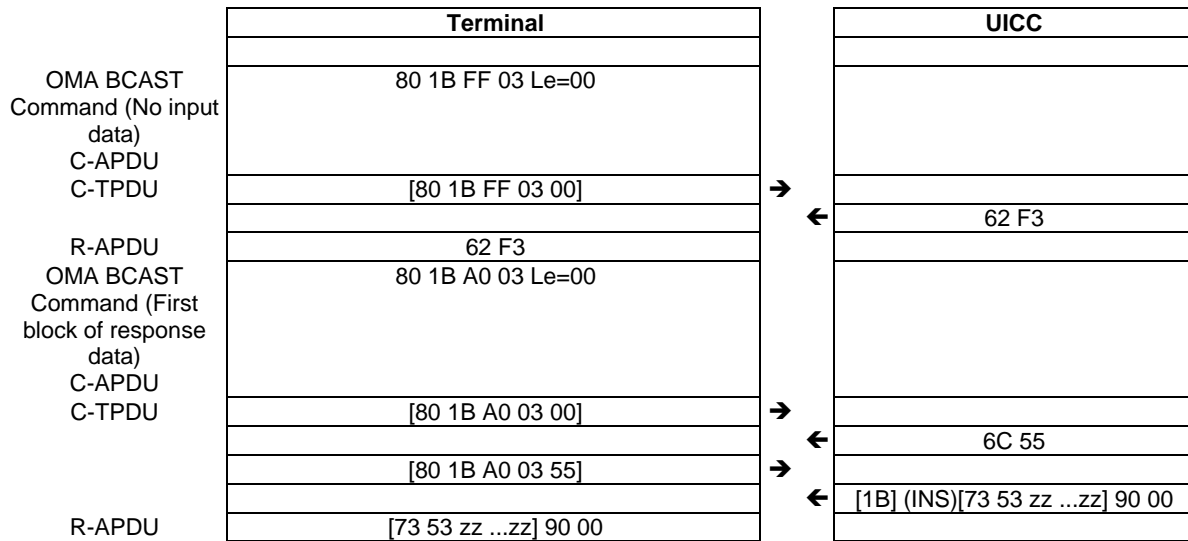 Terminal UICC
OMA BCAST 80 1B FF 03 Le=00
Command (No input
data)
C-APDU
C-TPDU [80 1B FF 03 00] ➔
🡸 62 F3
R-APDU 62 F3
OMA BCAST 80 1B A0 03 Le=00
Command (First
block of response
data)
C-APDU
C-TPDU [80 1B A0 03 00] ➔
🡸 6C 55
[80 1B A0 03 55] ➔
🡸 [1B] (INS)[73 53 zz ...zz] 90 00
R-APDU [73 53 zz ...zz] 90 00